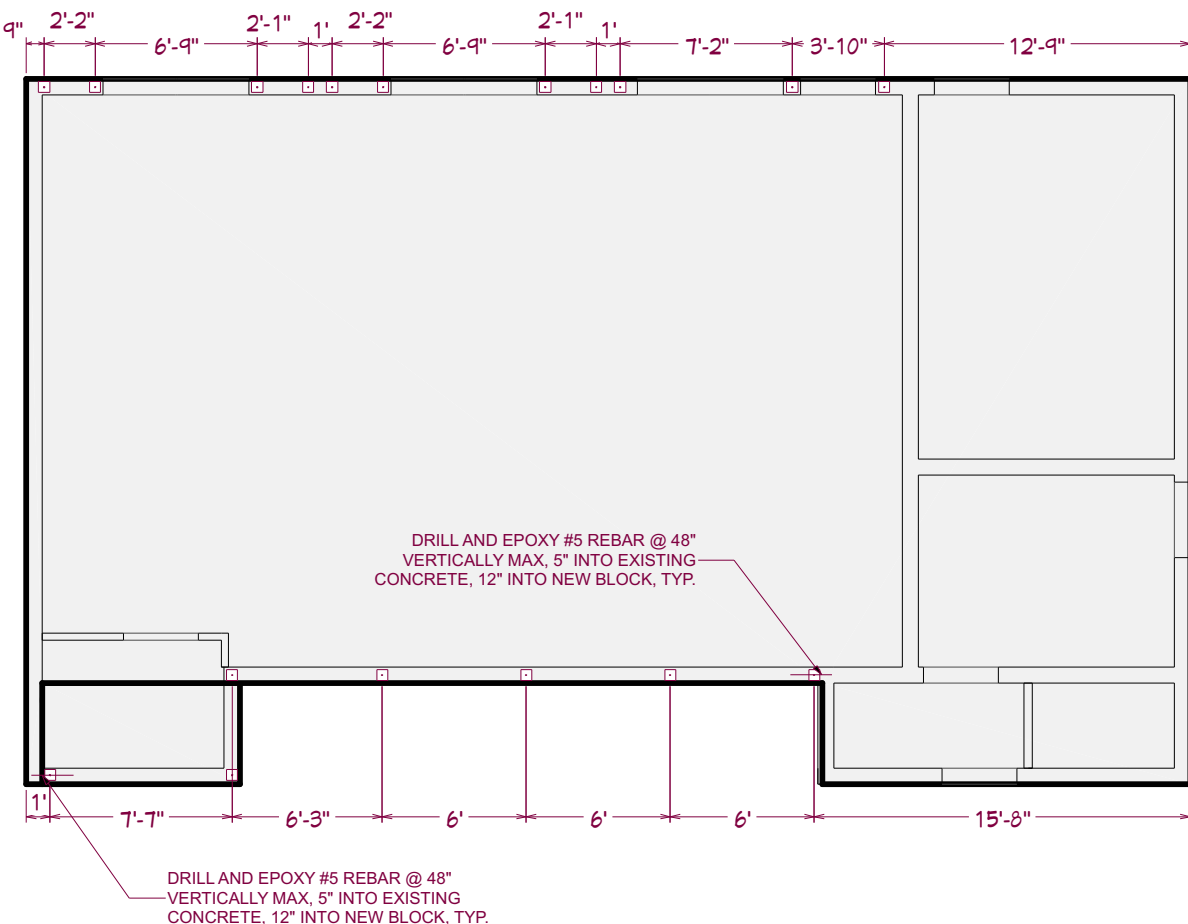 9" 2'-2" 6'-9" 2'-1" 1' 2'-2" 6'-9" 2'-1" 1' 7'-2" 3'-10" 12'-9"
DRILL AND EPOXY #5 REBAR @ 48"
VERTICALLY MAX, 5" INTO EXISTING
CONCRETE, 12" INTO NEW BLOCK, TYP.
1' 7'-7" 6'-3" 6' 6' 6' 15'-8"
DRILL AND EPOXY #5 REBAR @ 48"
VERTICALLY MAX, 5" INTO EXISTING
CONCRETE, 12" INTO NEW BLOCK, TYP.